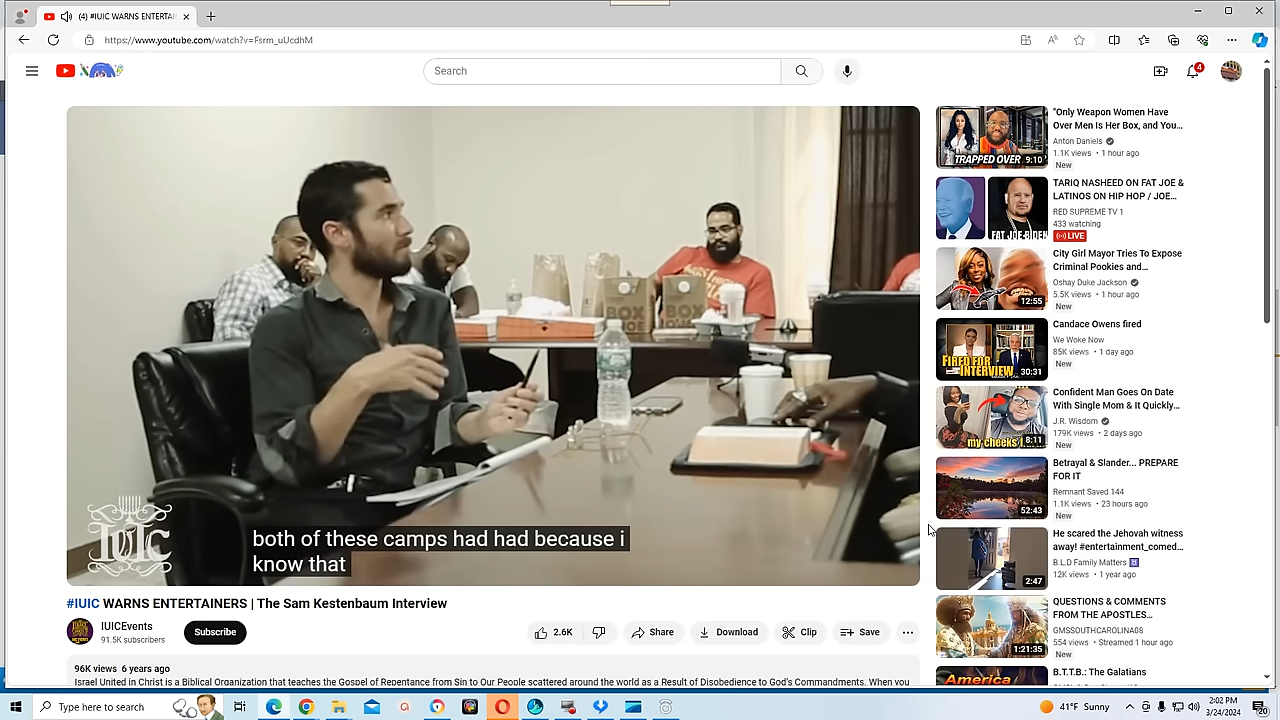 (4) #IUIC WARNS ENTERTAI
https://www.youtube.com/watch?v=Fsrm_uUcdhM
Search
4
IUIC
both of these camps had had because i
know that
#IUIC WARNS ENTERTAINERS | The Sam Kestenbaum Interview
IUICEvents
91.5K subscribers
Subscribe
2.6K
Share
Download
Clip
Save
96K views 6 years ago
Israel United in Christ is a Biblical Organization that teaches the Gospel of Repentance from Sin to Our People scattered around the world as a Result of Disobedience to God's Commandments. When you
TRAPPED OVER
9:10
"Only Weapon Women Have
Over Men Is Her Box, and You...
Anton Daniels
1.1K views • 1 hour ago
New
FAT JOE BIDEN
TARIQ NASHEED ON FAT JOE &
LATINOS ON HIP HOP / JOE...
RED SUPREME TV 1
433 watching
LIVE
12:55
City Girl Mayor Tries To Expose
Criminal Pookies and...
Oshay Duke Jackson
5.5K views • 1 hour ago
New
FIRED FOR
INTERVIEW
30:31
Candace Owens fired
We Woke Now
85K views • 1 day ago
New
my cheeks
8:11
Confident Man Goes On Date
With Single Mom & It Quickly...
J.R. Wisdom
179K views • 2 days ago
New
52:43
Betrayal & Slander... PREPARE
FOR IT
Remnant Saved 144
1.1K views • 23 hours ago
New
2:47
He scared the Jehovah witness
away! #entertainment_comed...
B.L.D Family Matters
12K views • 1 year ago
1:21:35
QUESTIONS & COMMENTS
FROM THE APOSTLES...
GMSSOUTHCAROLINA08
554 views • Streamed 1 hour ago
New
America
B.T.T.B.: The Galatians
Type here to search
41°F Sunny
2:02 PM
3/24/2024
20